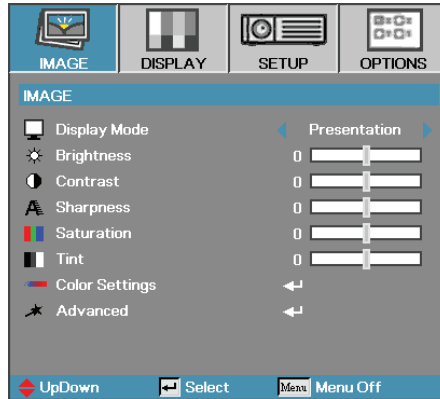 IMAGE DISPLAY SETUP OPTIONS
IMAGE
Display Mode Presentation
Brightness 0
Contrast 0
Sharpness 0
Saturation 0
Tint 0
Color Settings
Advanced
UpDown Select Menu Menu Off